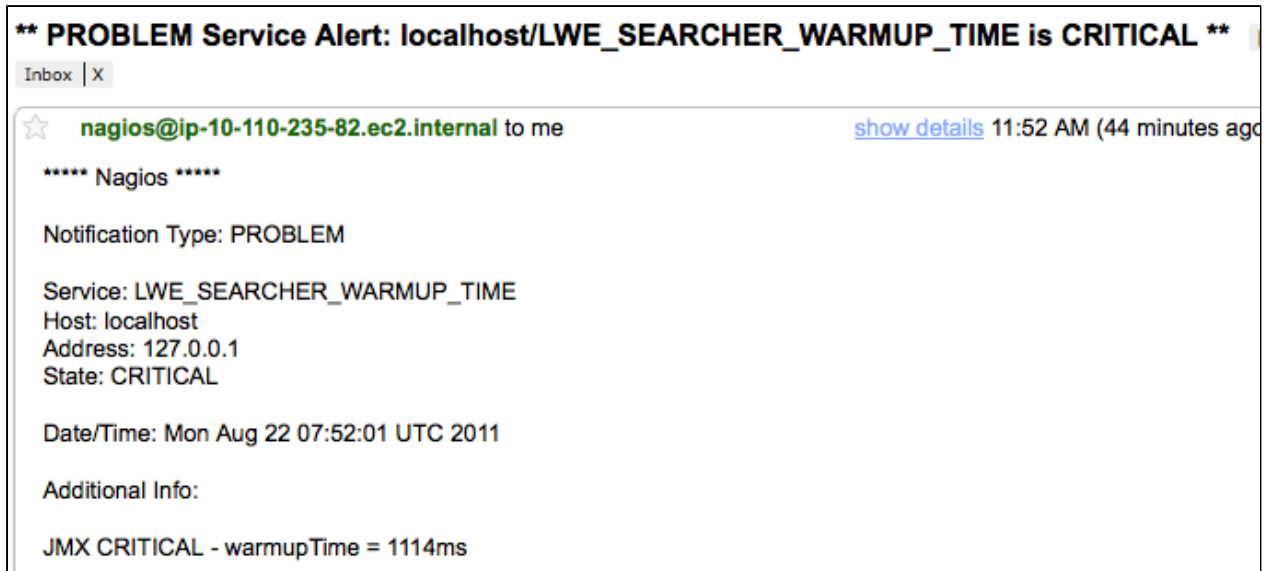 ** PROBLEM Service Alert: localhost/LWE_SEARCHER_WARMUP_TIME is CRITICAL **
Inbox X
nagios@ip-10-110-235-82.ec2.internal to me show details 11:52 AM (44 minutes ago
***** Nagios *****
Notification Type: PROBLEM
Service: LWE_SEARCHER_WARMUP_TIME
Host: localhost
Address: 127.0.0.1
State: CRITICAL
Date/Time: Mon Aug 22 07:52:01 UTC 2011
Additional Info:
JMX CRITICAL - warmupTime = 1114ms